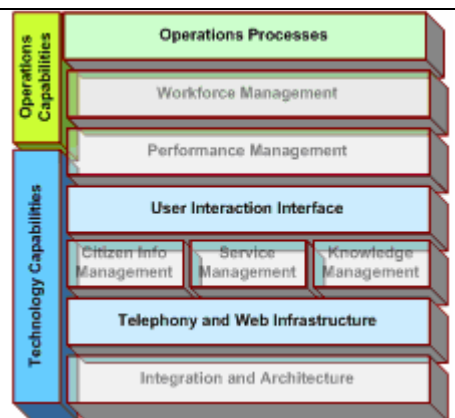 Operations
Capabilities
Operations Processes
Workforce Management
Performance Management
Technology Capabilities
User Interaction Interface
Citizen Info
Management
Service
Management
Knowledge
Management
Telephony and Web Infrastructure
Integration and Architecture